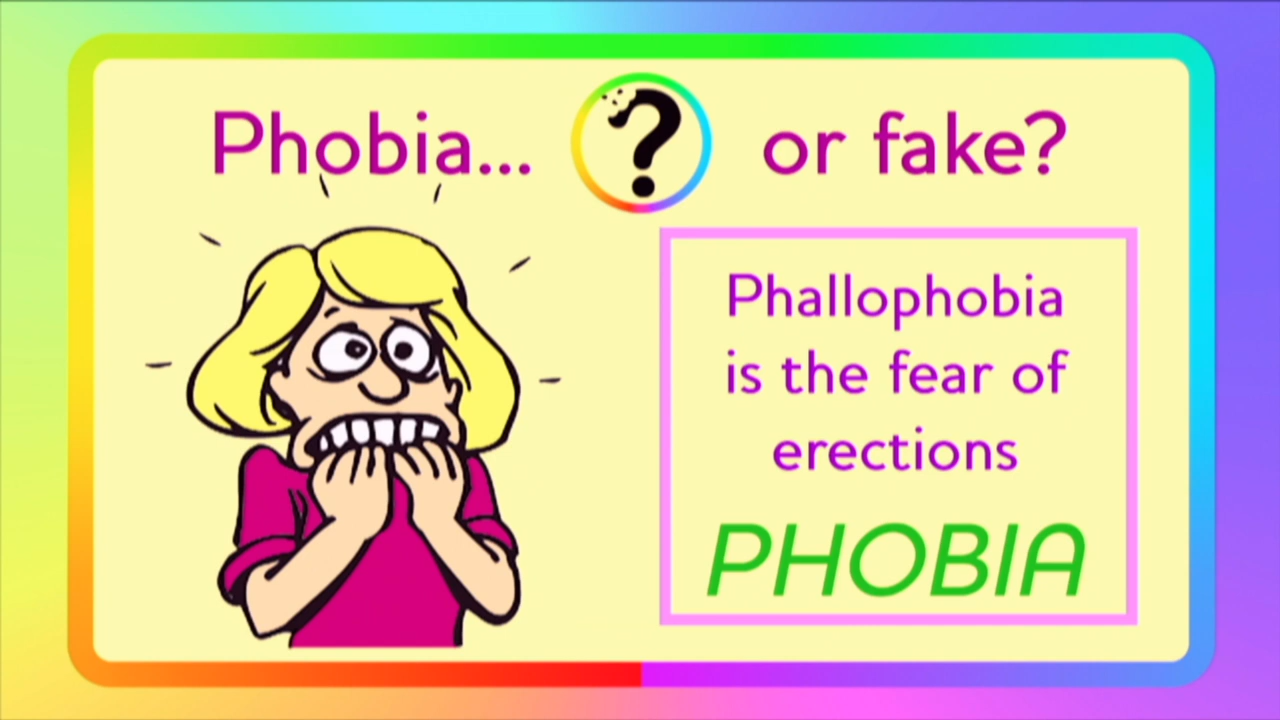 Phobia... ? or fake?
Phallophobia
is the fear of
erections
PHOBIA